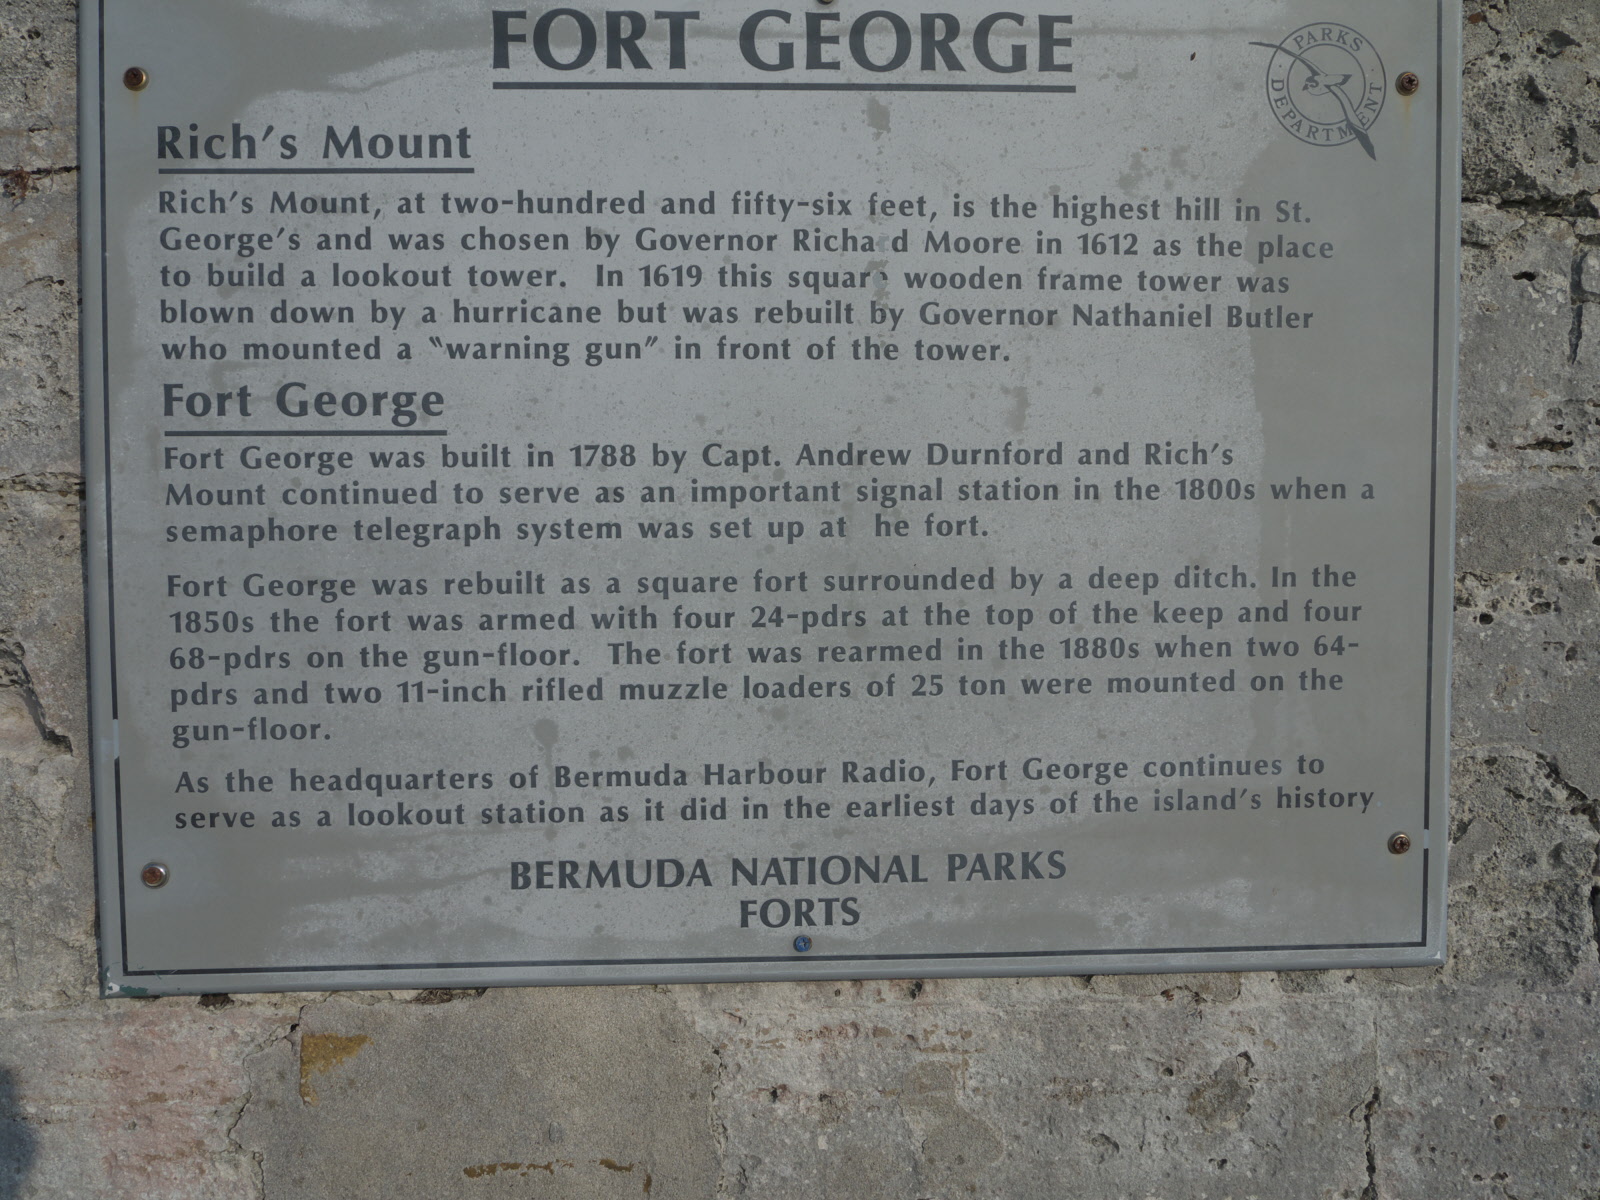 FORT GEORGE
PARKS DEPARTMENT
Rich's Mount
Rich's Mount, at two-hundred and fifty-six feet, is the highest hill in St.
George's and was chosen by Governor Richa d Moore in 1612 as the place
to build a lookout tower. In 1619 this square wooden frame tower was
blown down by a hurricane but was rebuilt by Governor Nathaniel Butler
who mounted a "warning gun" in front of the tower.
Fort George
Fort George was built in 1788 by Capt. Andrew Durnford and Rich's
Mount continued to serve as an important signal station in the 1800s when a
semaphore telegraph system was set up at he fort.
Fort George was rebuilt as a square fort surrounded by a deep ditch. In the
1850s the fort was armed with four 24-pdrs at the top of the keep and four
68-pdrs on the gun-floor. The fort was rearmed in the 1880s when two 64-
pdrs and two 11-inch rifled muzzle loaders of 25 ton were mounted on the
gun-floor.
As the headquarters of Bermuda Harbour Radio, Fort George continues to
serve as a lookout station as it did in the earliest days of the island's history
BERMUDA NATIONAL PARKS
FORTS